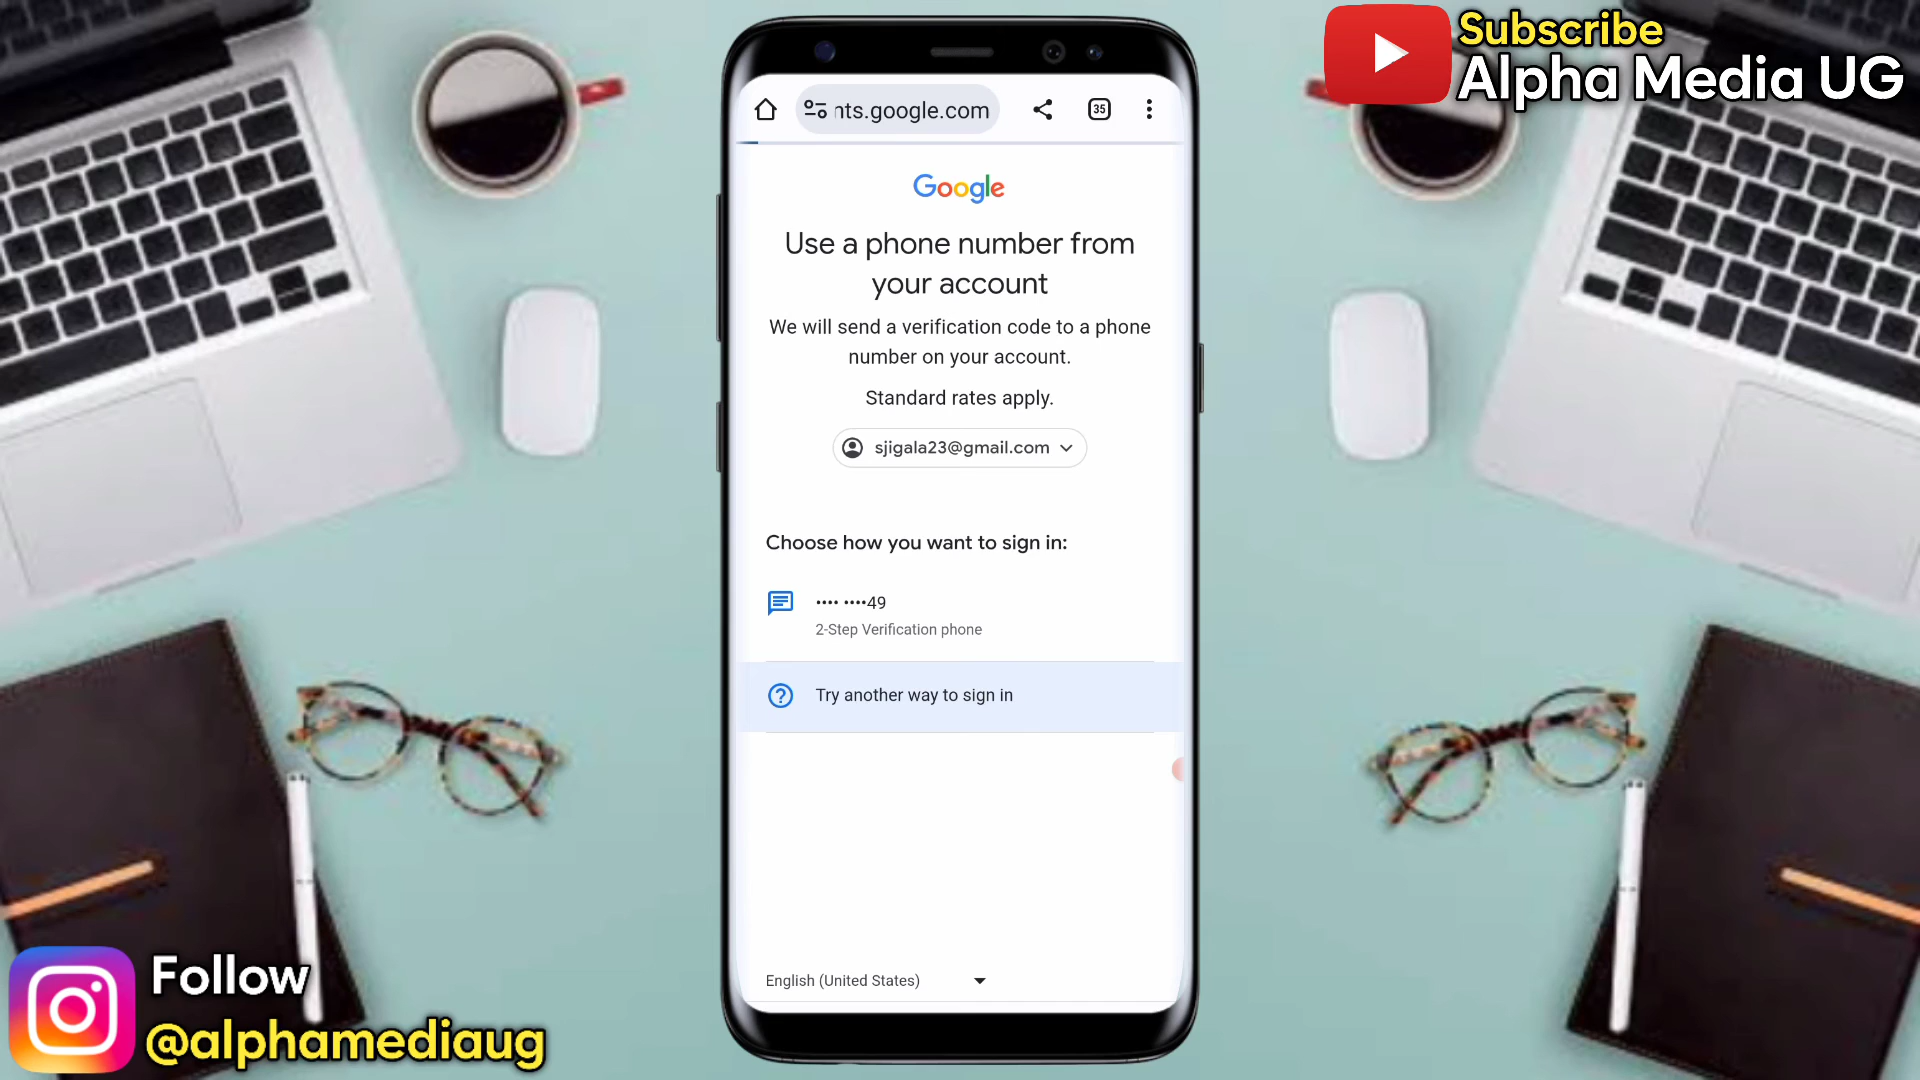 Subscribe
Alpha Media UG
nts.google.com
35
Google
Use a phone number from
your account
We will send a verification code to a phone
number on your account.
Standard rates apply.
sjigala23@gmail.com
Choose how you want to sign in:
•••• ••••49
2-Step Verification phone
Try another way to sign in
English (United States)
Follow
@alphamediaug